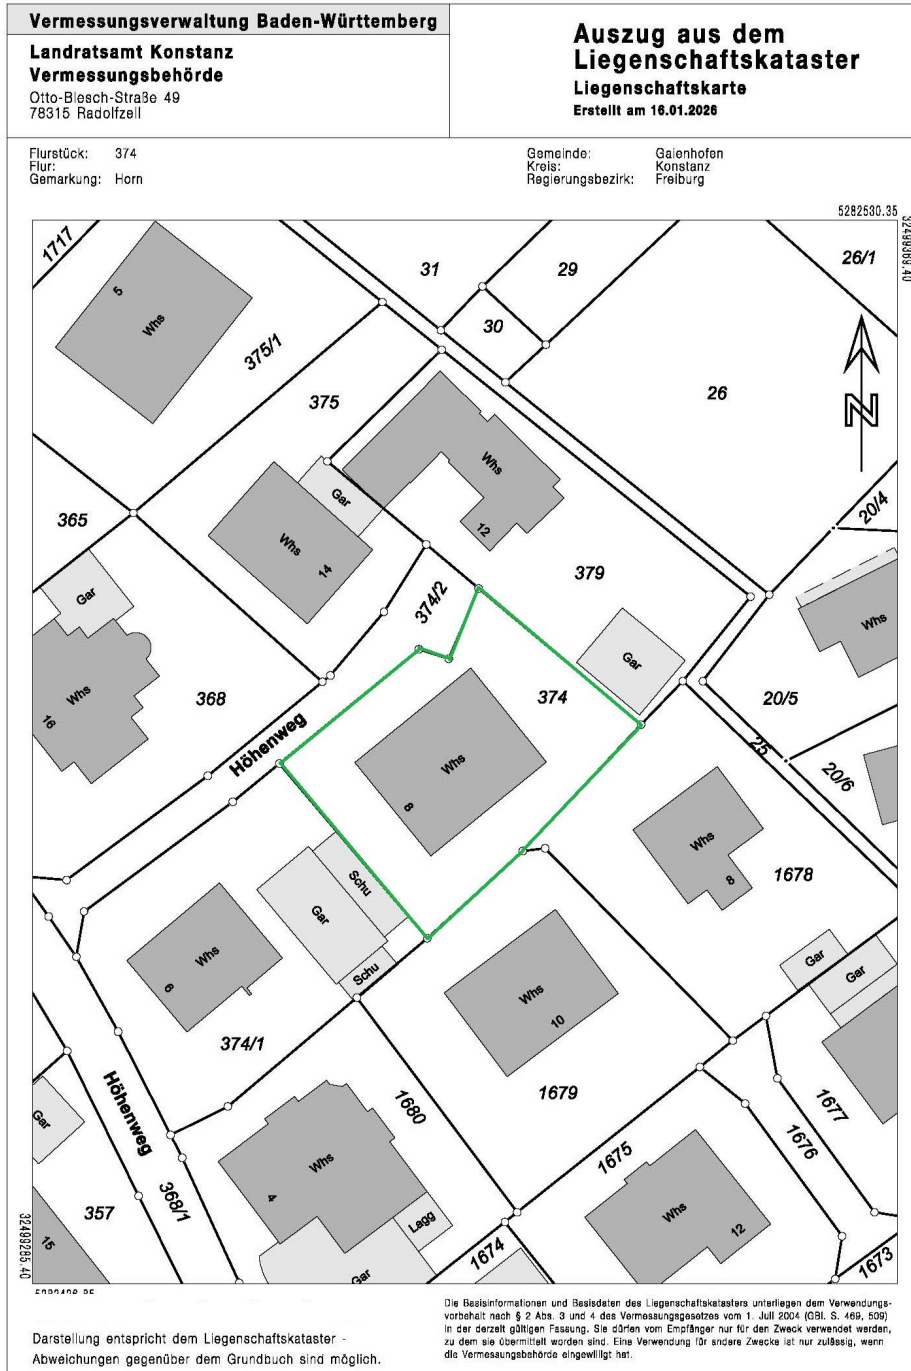 Vermessungsverwaltung Baden-Württemberg
Landratsamt Konstanz
Vermessungsbehörde
Otto-Blesch-Straße 49
78315 Radolfzell
Auszug aus dem
Liegenschaftskataster
Liegenschaftskarte
Erstellt am 16.01.2026
Flurstück: 374
Flur:
Gemarkung: Horn
Gemeinde: Gaienhofen
Kreis: Konstanz
Regierungsbezirk: Freiburg
5282530.35
32499369.40
1717
31
29
26/1
5
Whs
30
375/1
375
26
N
Whs
Gar
12
20/4
365
Whs
14
379
Gar
374/2
Whs
Gar
Whs
16
368
374
20/5
Höhenweg
25
Whs
8
20/6
Whs
8
1678
Schu
Gar
Whs
6
Schu
Gar
Gar
Whs
10
374/1
Höhenweg
1680
1679
1677
Gar
1676
1675
Whs
4
368/1
357
Lagg
Whs
12
15
Gar
1674
1673
32499285.40
Die Basisinformationen und Basisdaten des Liegenschaftskatasters unterliegen dem Verwendungs-
vorbehalt nach § 2 Abs. 3 und 4 des Vermessungsgesetzes vom 1. Juli 2004 (GBl. S. 469, 509)
in der derzeit gültigen Fassung. Sie dürfen vom Empfänger nur für den Zweck verwendet werden,
zu dem sie übermittelt worden sind. Eine Verwendung für andere Zwecke ist nur zulässig, wenn
die Vermessungsbehörde eingewilligt hat.
Darstellung entspricht dem Liegenschaftskataster -
Abweichungen gegenüber dem Grundbuch sind möglich.